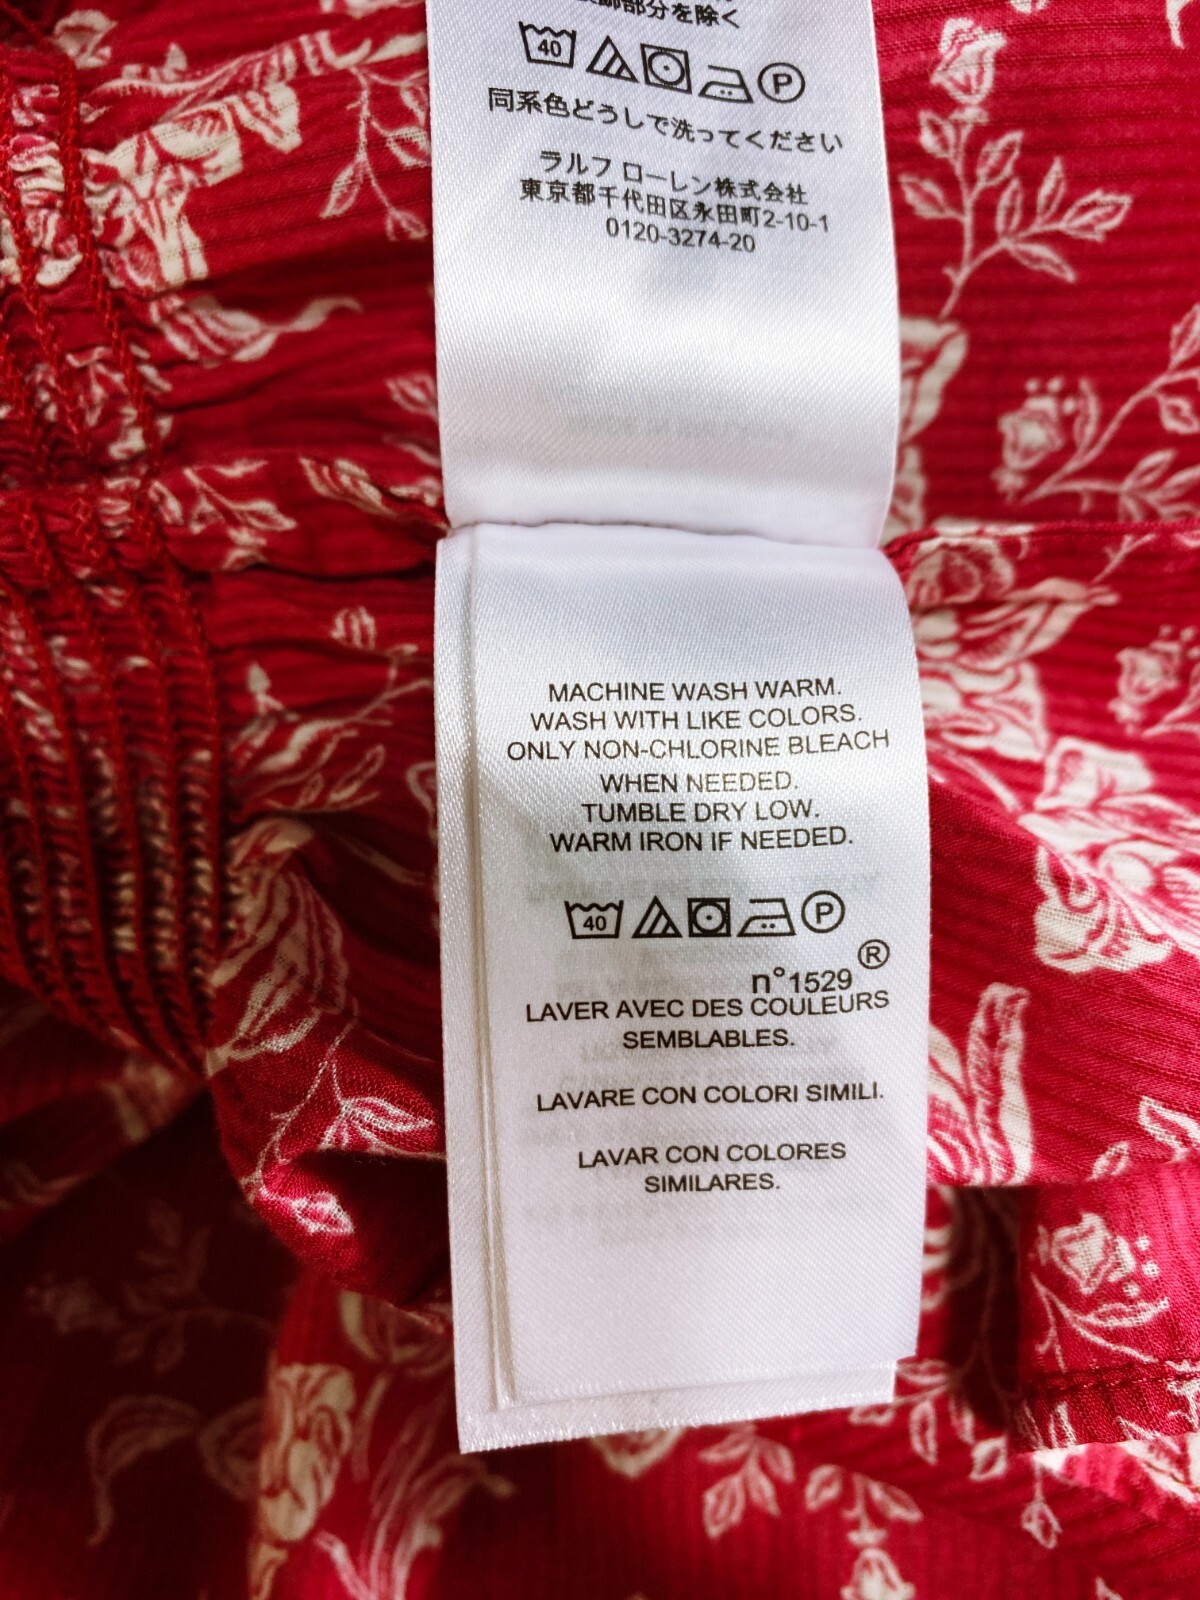 部分を除く
40 P
同系色どうしで洗ってください
ラルフ ローレン株式会社
東京都千代田区永田町2-10-1
0120-3274-20
MACHINE WASH WARM.
WASH WITH LIKE COLORS.
ONLY NON-CHLORINE BLEACH
WHEN NEEDED.
TUMBLE DRY LOW.
WARM IRON IF NEEDED.
40 P
n°1529 ®
LAVER AVEC DES COULEURS
SEMBLABLES.
LAVARE CON COLORI SIMILI.
LAVAR CON COLORES
SIMILARES.